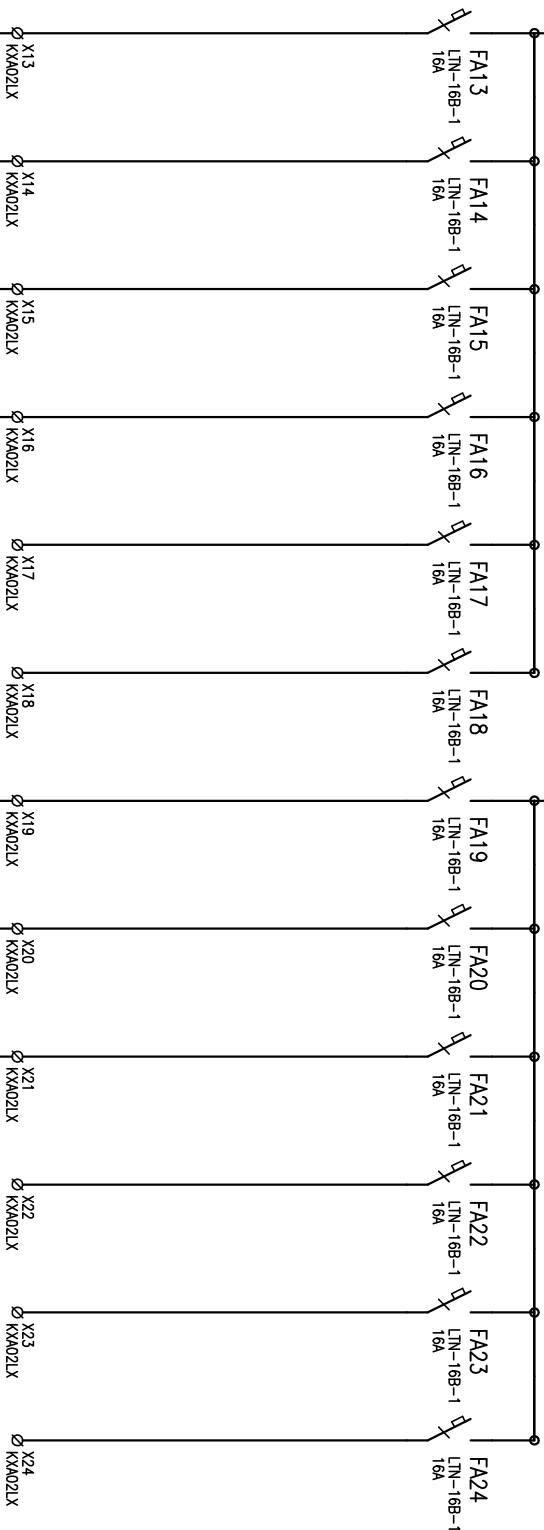 FA13
LTN-16B-1
16A
FA14
LTN-16B-1
16A
FA15
LTN-16B-1
16A
FA16
LTN-16B-1
16A
FA17
LTN-16B-1
16A
FA18
LTN-16B-1
16A
FA19
LTN-16B-1
16A
FA20
LTN-16B-1
16A
FA21
LTN-16B-1
16A
FA22
LTN-16B-1
16A
FA23
LTN-16B-1
16A
FA24
LTN-16B-1
16A
X13
KXA02LX
X14
KXA02LX
X15
KXA02LX
X16
KXA02LX
X17
KXA02LX
X18
KXA02LX
X19
KXA02LX
X20
KXA02LX
X21
KXA02LX
X22
KXA02LX
X23
KXA02LX
X24
KXA02LX